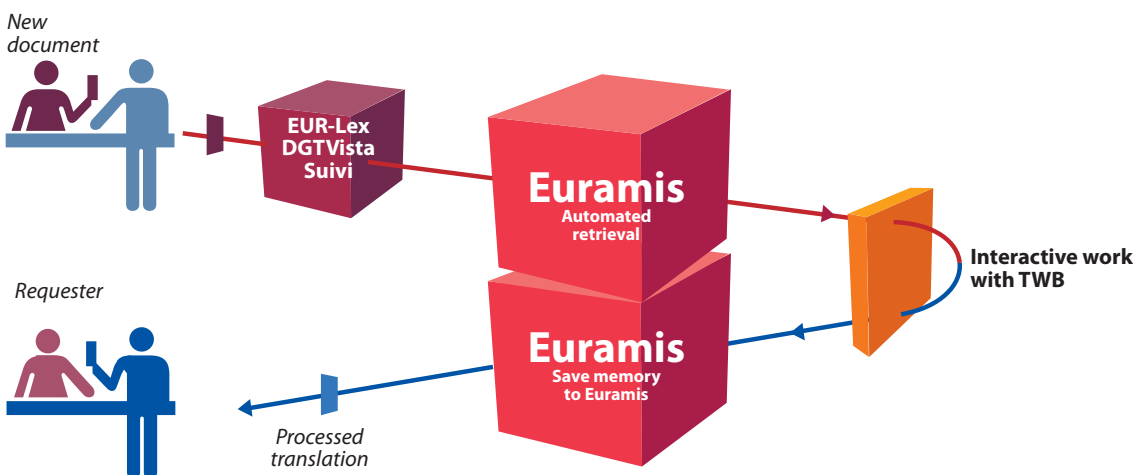 New
document
EUR-Lex
DGTVista
Suivi
Euramis
Automated
retrieval
Interactive work
with TWB
Requester
Euramis
Save memory
to Euramis
Processed
translation